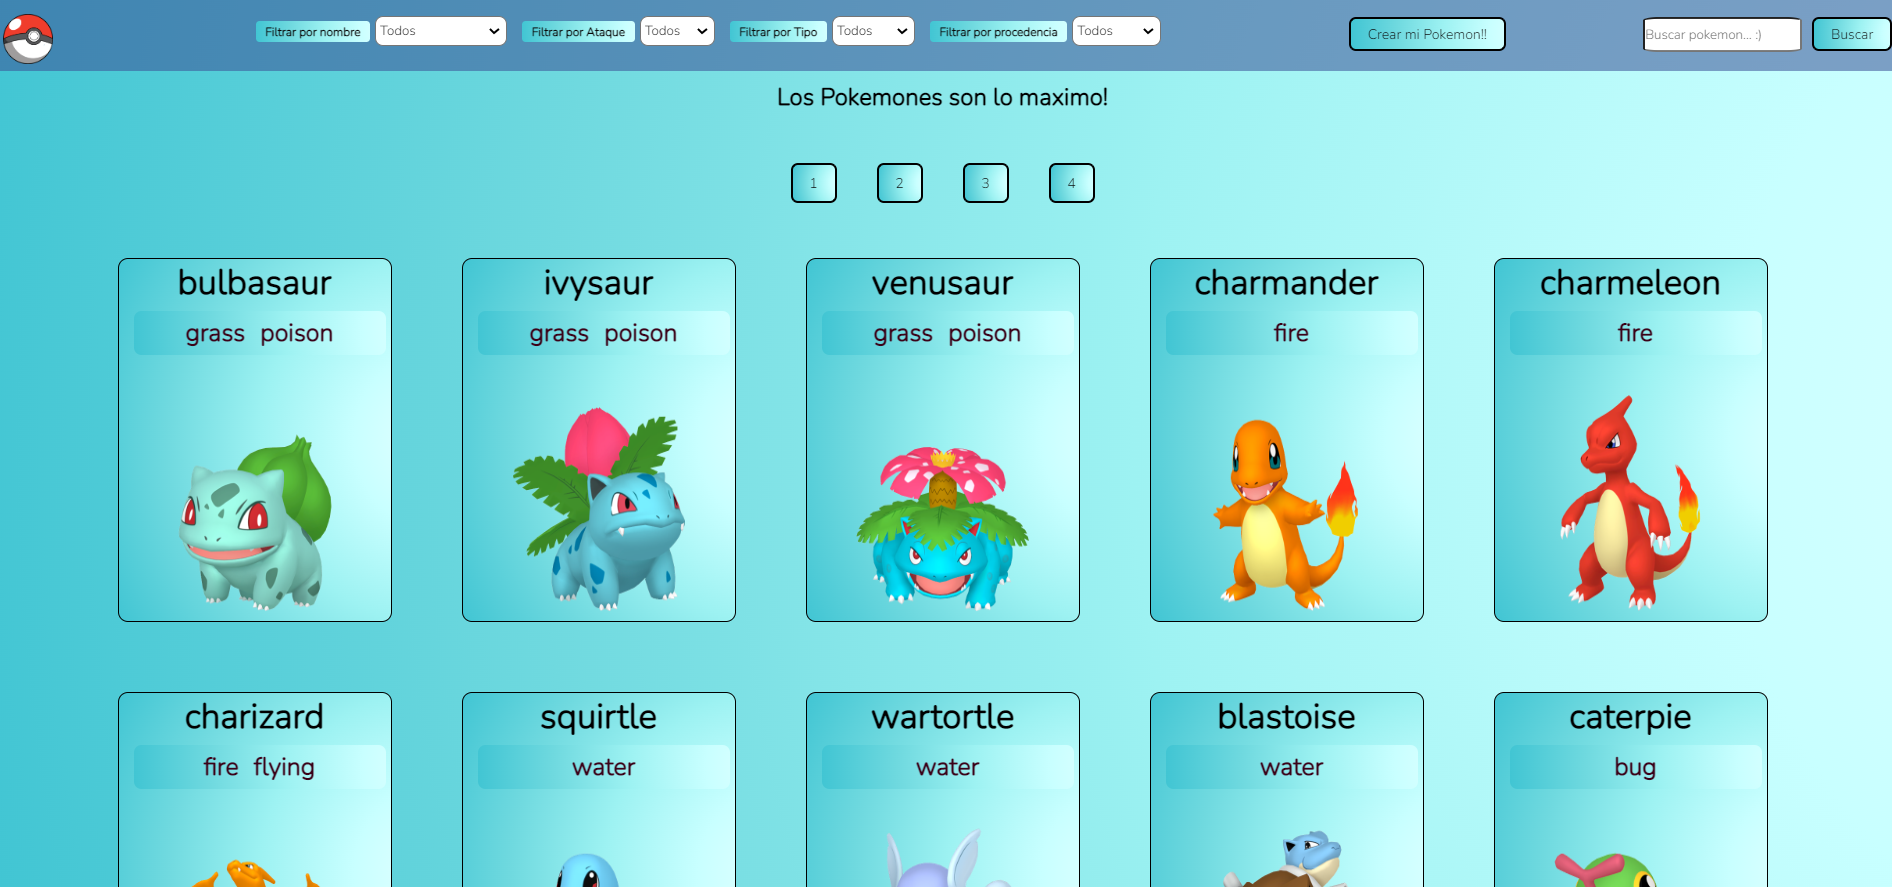 Filtrar por nombre Todos Filtrar por Ataque Todos Filtrar por Tipo Todos Filtrar por procedencia Todos Crear mi Pokemon!! Buscar pokemon... :) Buscar
Los Pokemones son lo maximo!
1 2 3 4
bulbasaur ivysaur venusaur charmander charmeleon
grass poison grass poison grass poison fire fire
charizard squirtle wartortle blastoise caterpie
fire flying water water water bug